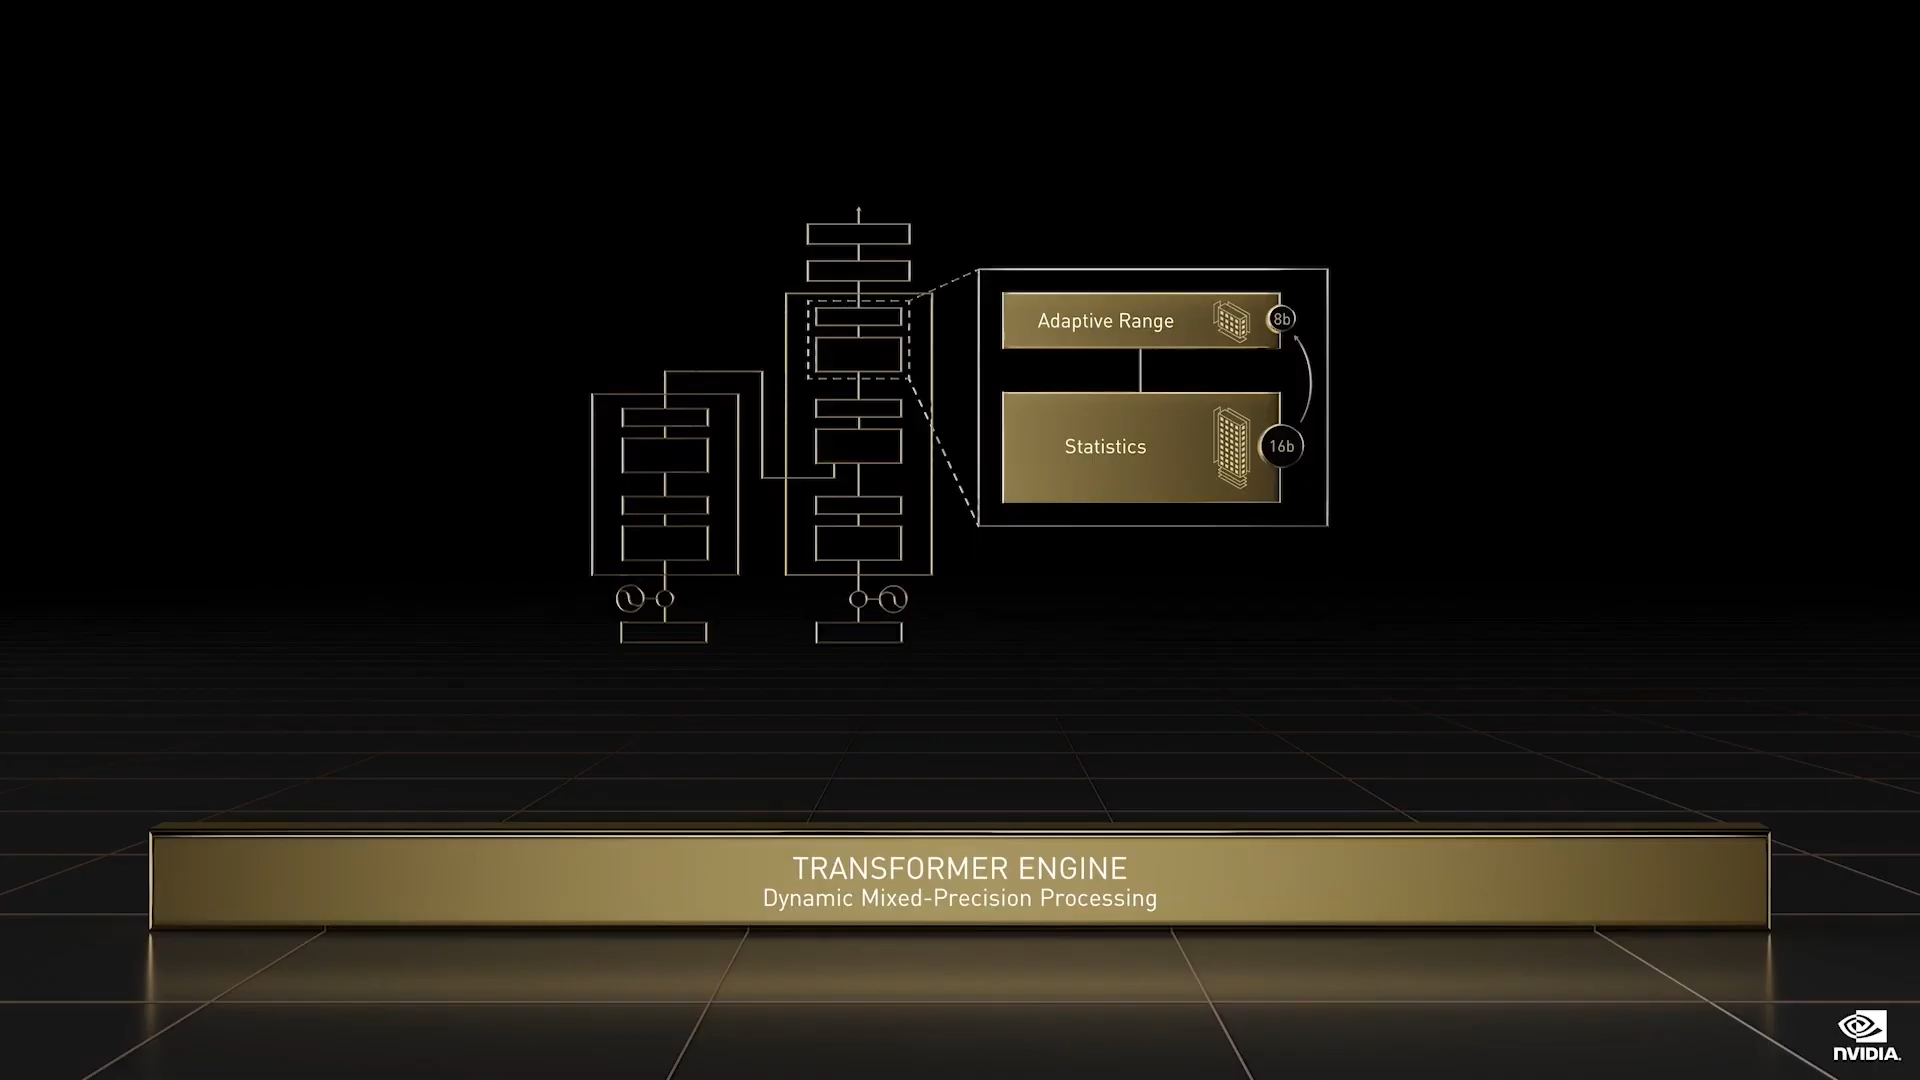 Adaptive Range
8b
Statistics
16b
TRANSFORMER ENGINE
Dynamic Mixed-Precision Processing
NVIDIA.